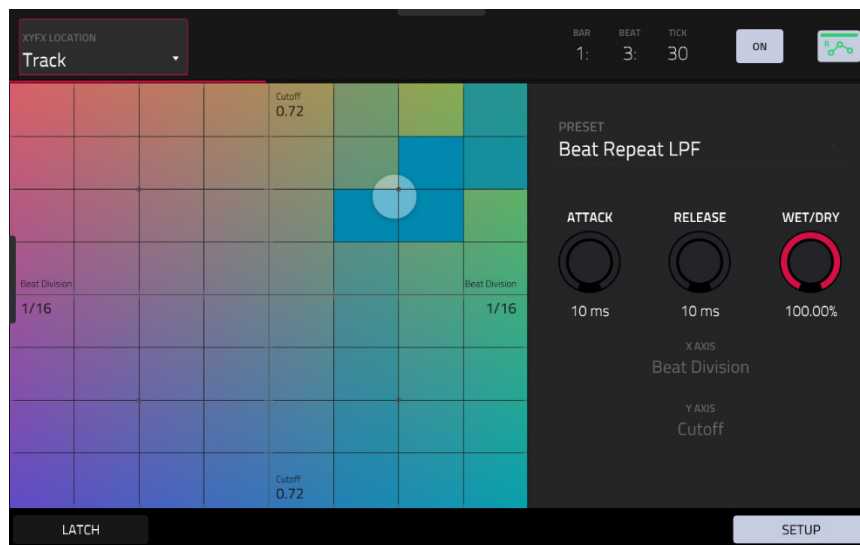 XYFX LOCATION
Track
BAR BEAT TICK
1: 3: 30
ON
R
Cutoff
0.72
PRESET
Beat Repeat LPF
ATTACK RELEASE WET/DRY
10 ms 10 ms 100.00%
Beat Division Beat Division
1/16 1/16
X AXIS
Beat Division
Y AXIS
Cutoff
Cutoff
0.72
LATCH SETUP